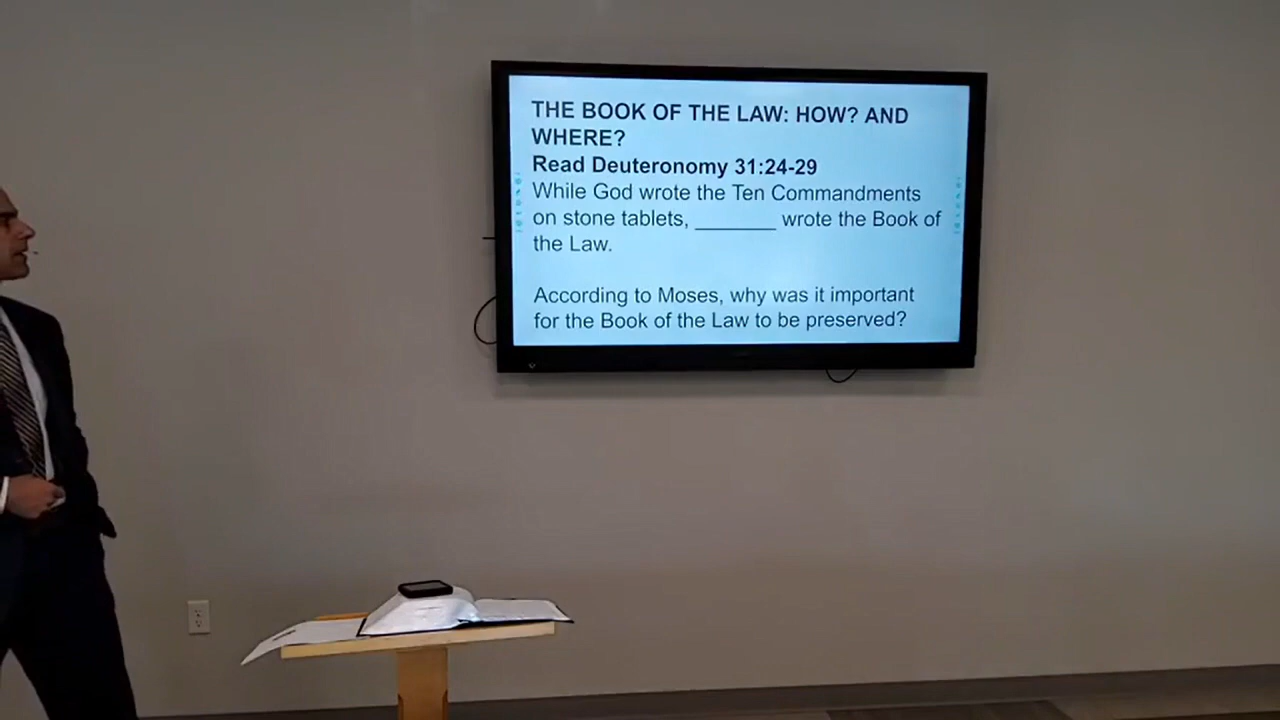 THE BOOK OF THE LAW: HOW? AND
WHERE?
Read Deuteronomy 31:24-29
While God wrote the Ten Commandments
on stone tablets, _______ wrote the Book of
the Law.
According to Moses, why was it important
for the Book of the Law to be preserved?